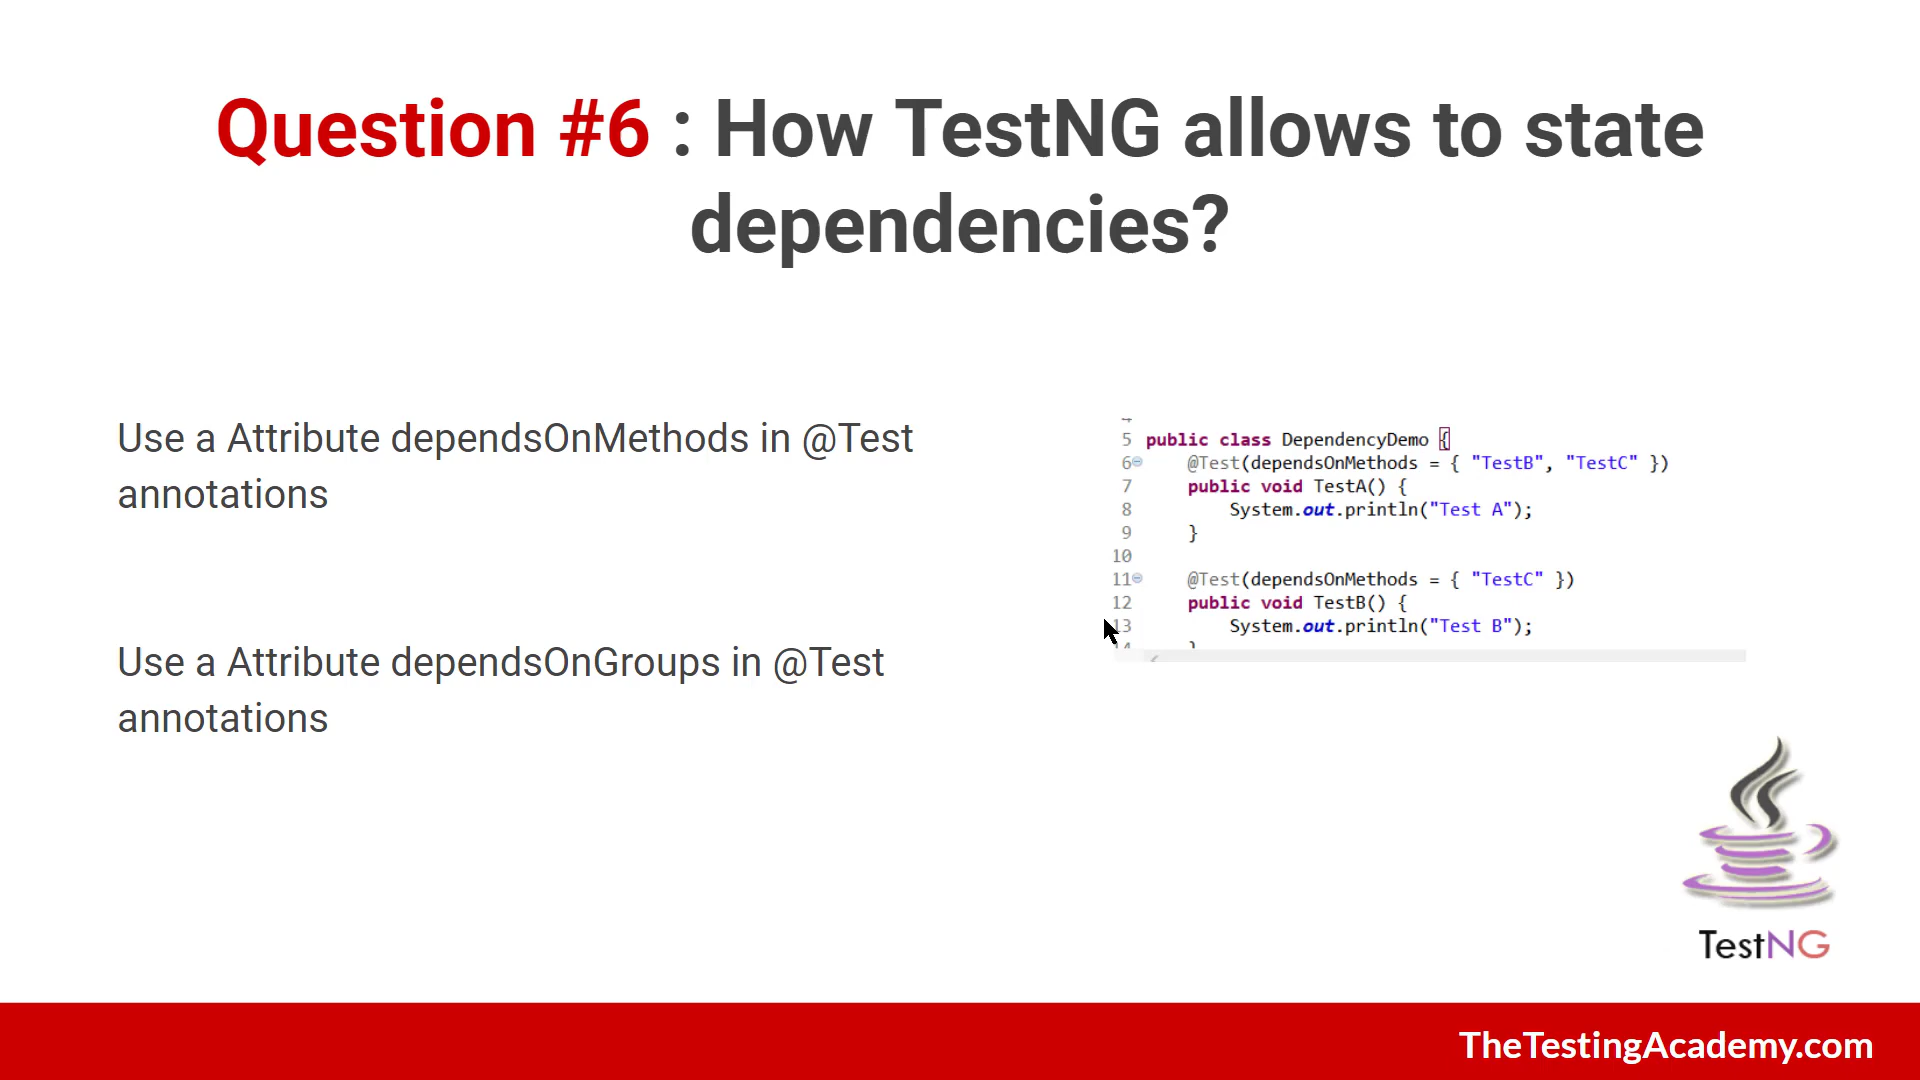 Question #6 : How TestNG allows to state
dependencies?
Use a Attribute dependsOnMethods in @Test
annotations
Use a Attribute dependsOnGroups in @Test
annotations
5 public class DependencyDemo {
6 @Test(dependsOnMethods = { "TestB", "TestC" })
7 public void TestA() {
8 System.out.println("Test A");
9 }
10
11 @Test(dependsOnMethods = { "TestC" })
12 public void TestB() {
13 System.out.println("Test B");
14 }
TestNG
TheTestingAcademy.com